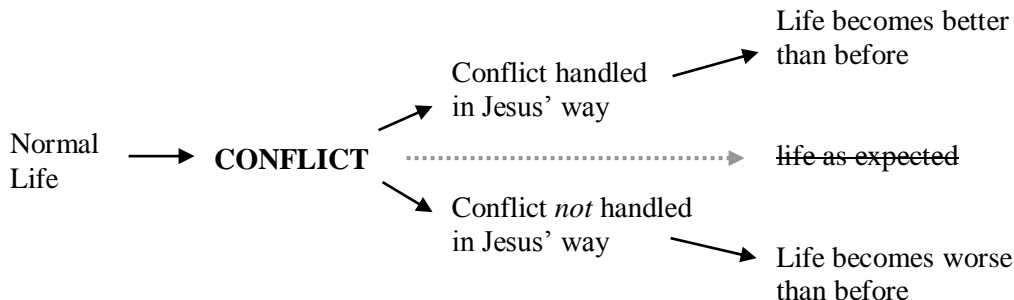 Normal
Life
CONFLICT
Conflict handled
in Jesus’ way
Life becomes better
than before
life as expected
Conflict not handled
in Jesus’ way
Life becomes worse
than before